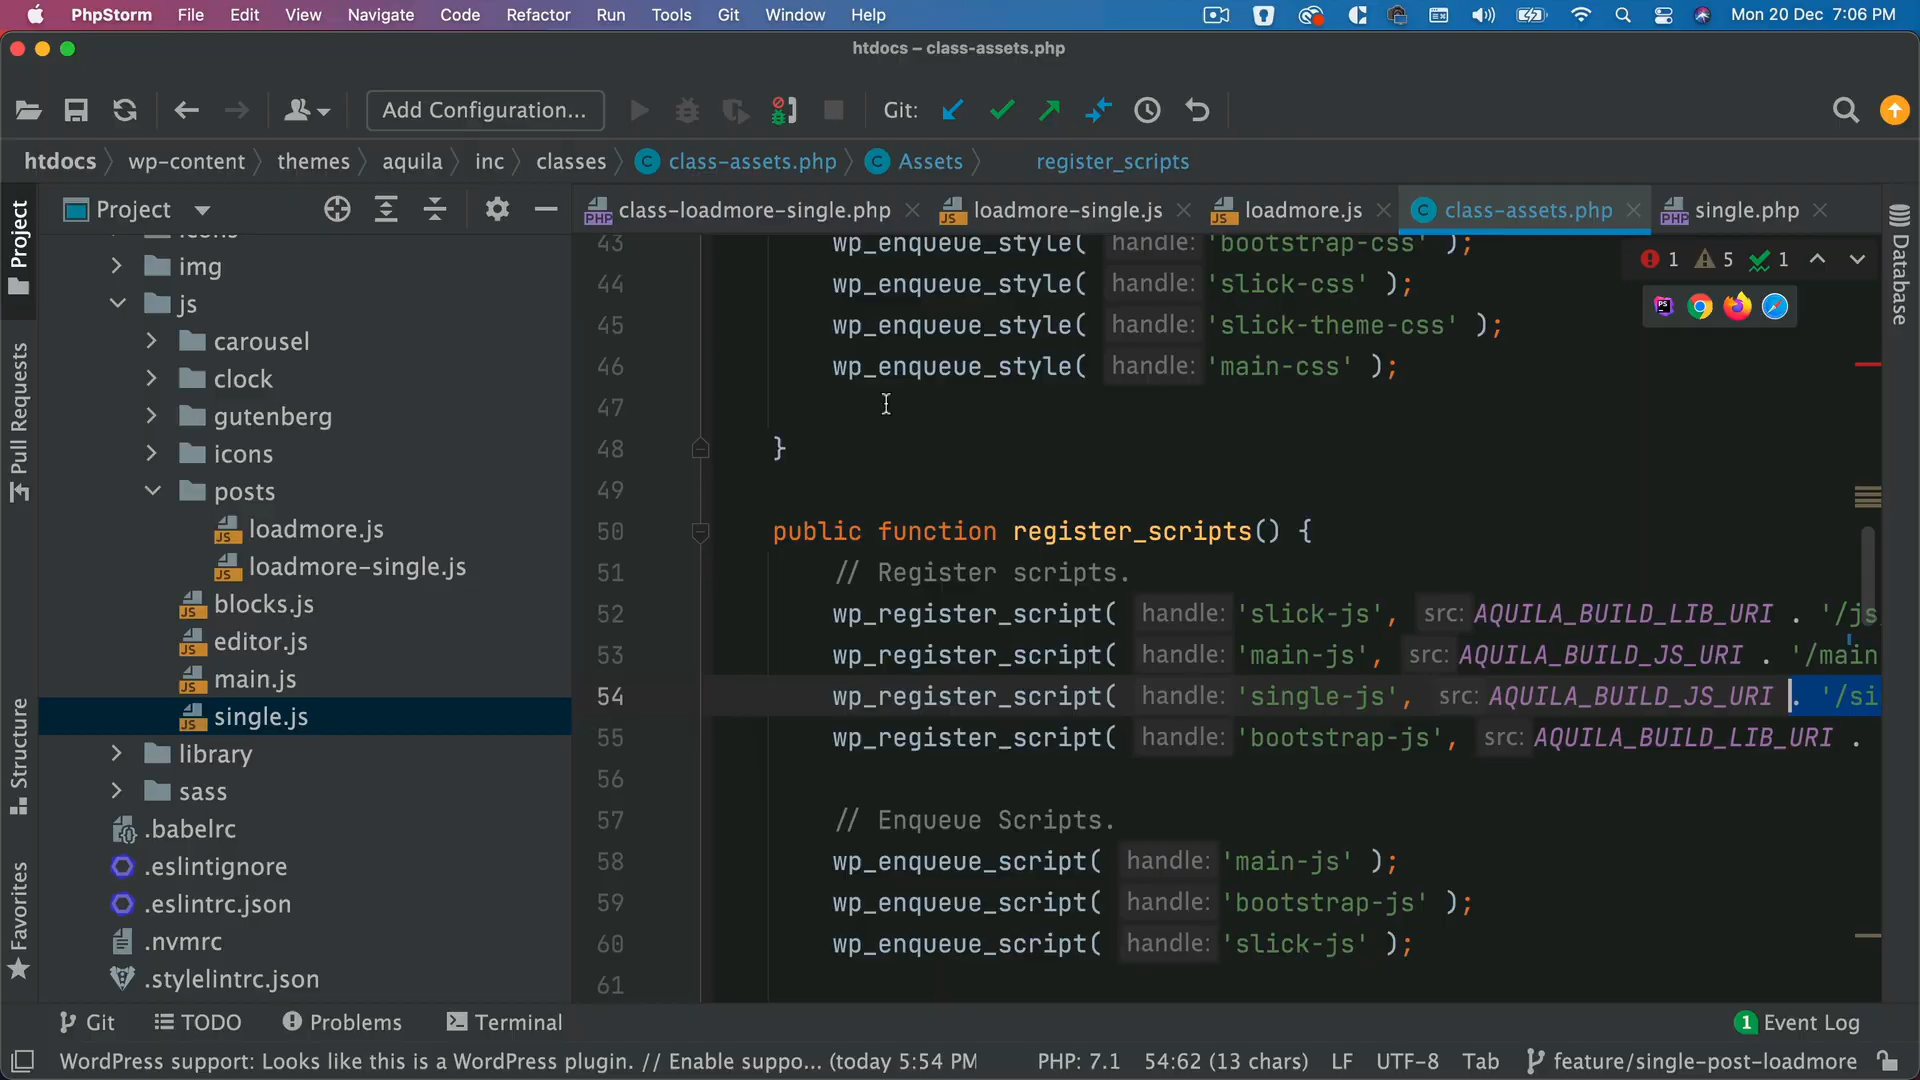 PhpStorm File Edit View Navigate Code Refactor Run Tools Git Window Help Mon 20 Dec 7:06 PM
htdocs – class-assets.php
Add Configuration... Git:
htdocs wp-content themes aquila inc classes C class-assets.php C Assets register_scripts
Project
class-loadmore-single.php loadmore-single.js loadmore.js class-assets.php single.php
Project
Pull Requests
Structure
Favorites
img
js
carousel
clock
gutenberg
icons
posts
loadmore.js
loadmore-single.js
blocks.js
editor.js
main.js
single.js
library
sass
.babelrc
.eslintignore
.eslintrc.json
.nvmrc
.stylelintrc.json
1 5 1
43 wp_enqueue_style( handle: 'bootstrap-css' );
44 wp_enqueue_style( handle: 'slick-css' );
45 wp_enqueue_style( handle: 'slick-theme-css' );
46 wp_enqueue_style( handle: 'main-css' );
47
48 }
49
50 public function register_scripts() {
51 // Register scripts.
52 wp_register_script( handle: 'slick-js', src: AQUILA_BUILD_LIB_URI . '/js
53 wp_register_script( handle: 'main-js', src: AQUILA_BUILD_JS_URI . '/main
54 wp_register_script( handle: 'single-js', src: AQUILA_BUILD_JS_URI . '/si
55 wp_register_script( handle: 'bootstrap-js', src: AQUILA_BUILD_LIB_URI .
56
57 // Enqueue Scripts.
58 wp_enqueue_script( handle: 'main-js' );
59 wp_enqueue_script( handle: 'bootstrap-js' );
60 wp_enqueue_script( handle: 'slick-js' );
61
Database
Git TODO Problems Terminal 1 Event Log
WordPress support: Looks like this is a WordPress plugin. // Enable suppo... (today 5:54 PM PHP: 7.1 54:62 (13 chars) LF UTF-8 Tab feature/single-post-loadmore